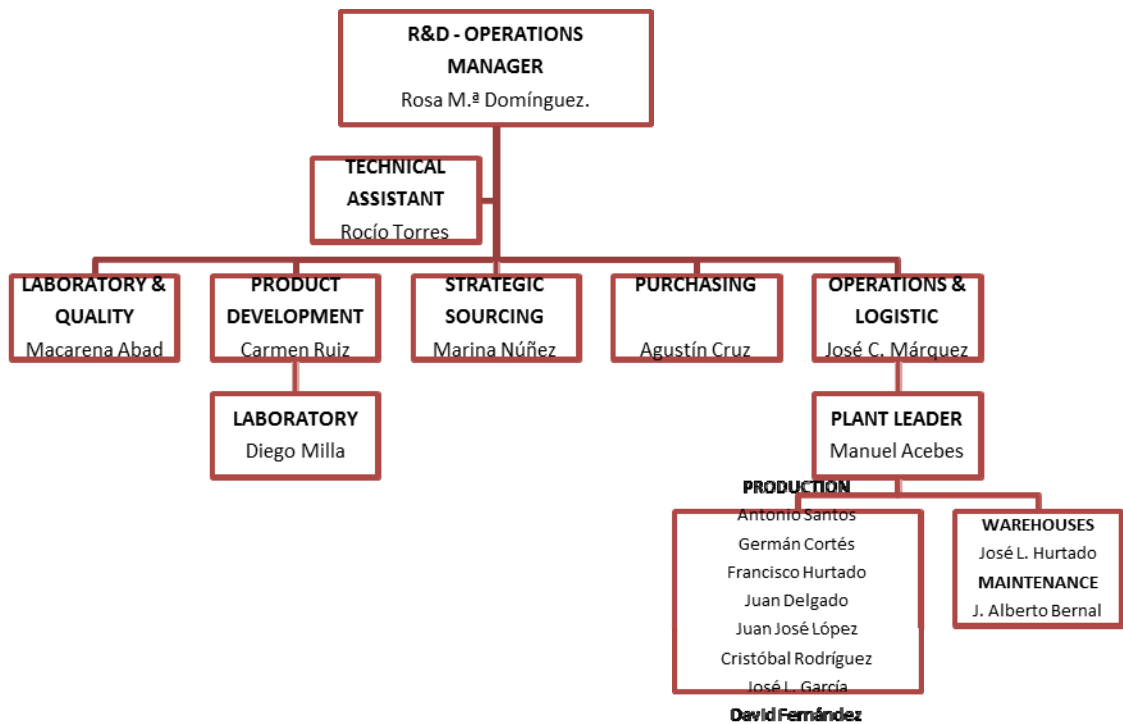 R&D - OPERATIONS
MANAGER
Rosa M.ª Domínguez.
TECHNICAL
ASSISTANT
Rocío Torres
LABORATORY &
QUALITY
Macarena Abad
PRODUCT
DEVELOPMENT
Carmen Ruiz
STRATEGIC
SOURCING
Marina Núñez
PURCHASING
Agustín Cruz
OPERATIONS &
LOGISTIC
José C. Márquez
LABORATORY
Diego Milla
PLANT LEADER
Manuel Acebes
PRODUCTION
Antonio Santos
Germán Cortés
Francisco Hurtado
Juan Delgado
Juan José López
Cristóbal Rodríguez
José L. García
David Fernández
WAREHOUSES
José L. Hurtado
MAINTENANCE
J. Alberto Bernal